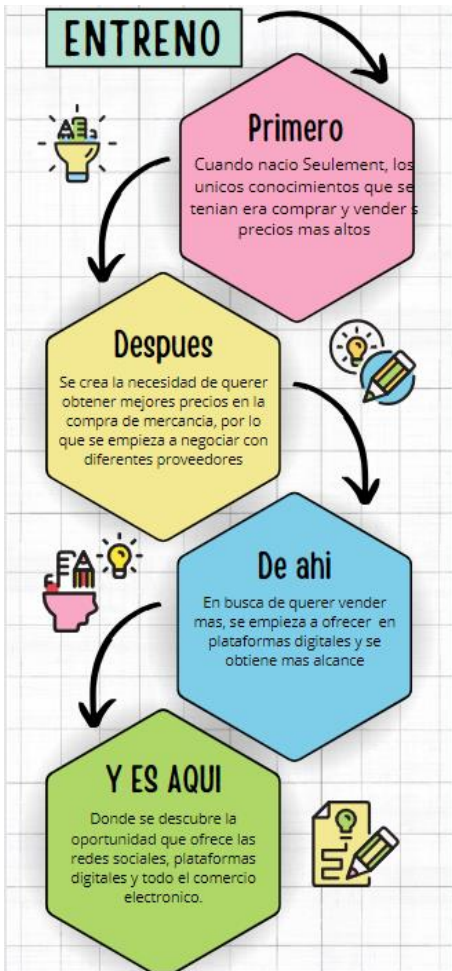 ENTRENO
Primero
Cuando nacio Seulement, los
unicos conocimientos que se
tenian era comprar y vender s
precios mas altos
Despues
Se crea la necesidad de querer
obtener mejores precios en la
compra de mercancia, por lo
que se empieza a negociar con
diferentes proveedores
De ahi
En busca de querer vender
mas, se empieza a ofrecer en
plataformas digitales y se
obtiene mas alcance
Y ES AQUI
Donde se descubre la
oportunidad que ofrece las
redes sociales, plataformas
digitales y todo el comercio
electronico.